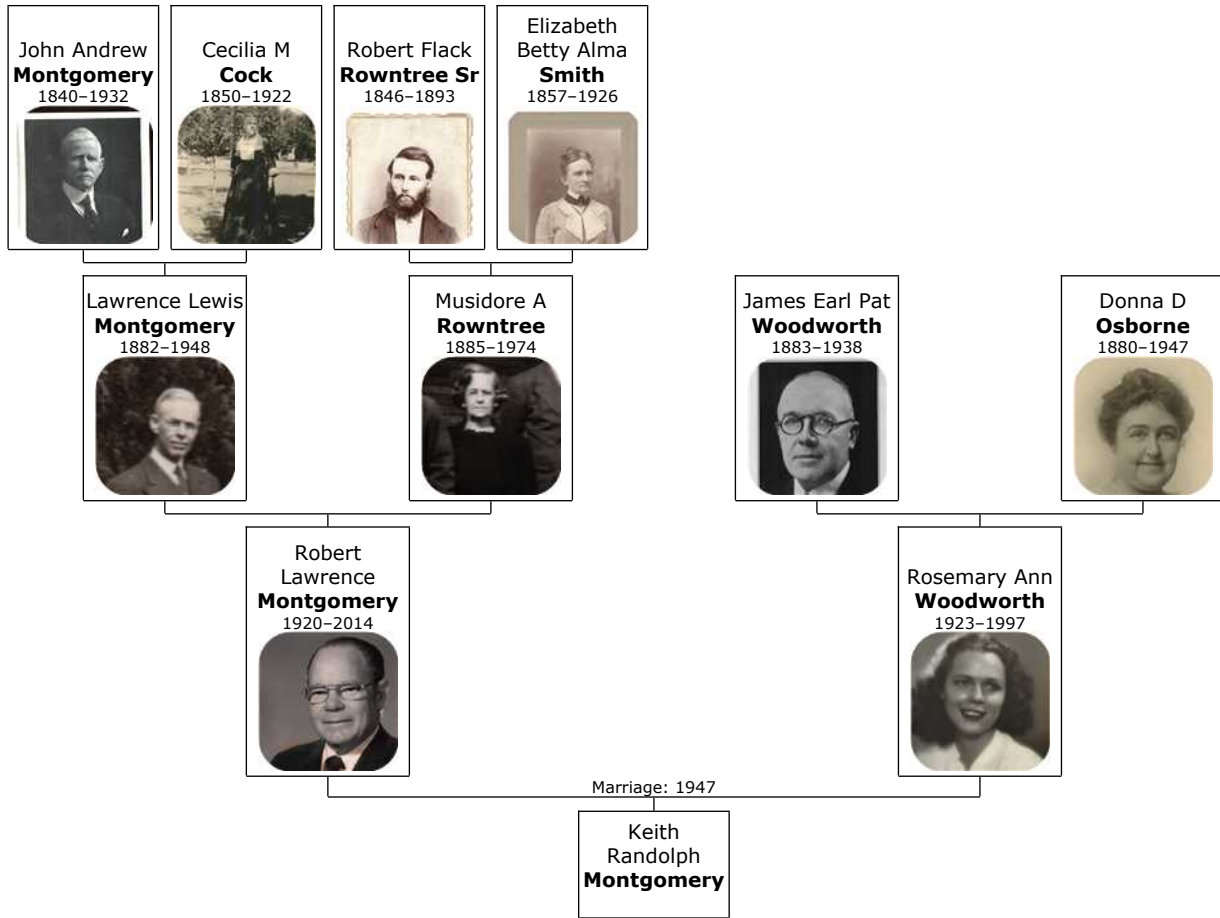 John Andrew
Montgomery
1840–1932
Cecilia M
Cock
1850–1922
Robert Flack
Rowntree Sr
1846–1893
Elizabeth
Betty Alma
Smith
1857–1926
Lawrence Lewis
Montgomery
1882–1948
Musidore A
Rowntree
1885–1974
James Earl Pat
Woodworth
1883–1938
Donna D
Osborne
1880–1947
Robert
Lawrence
Montgomery
1920–2014
Rosemary Ann
Woodworth
1923–1997
Marriage: 1947
Keith
Randolph
Montgomery